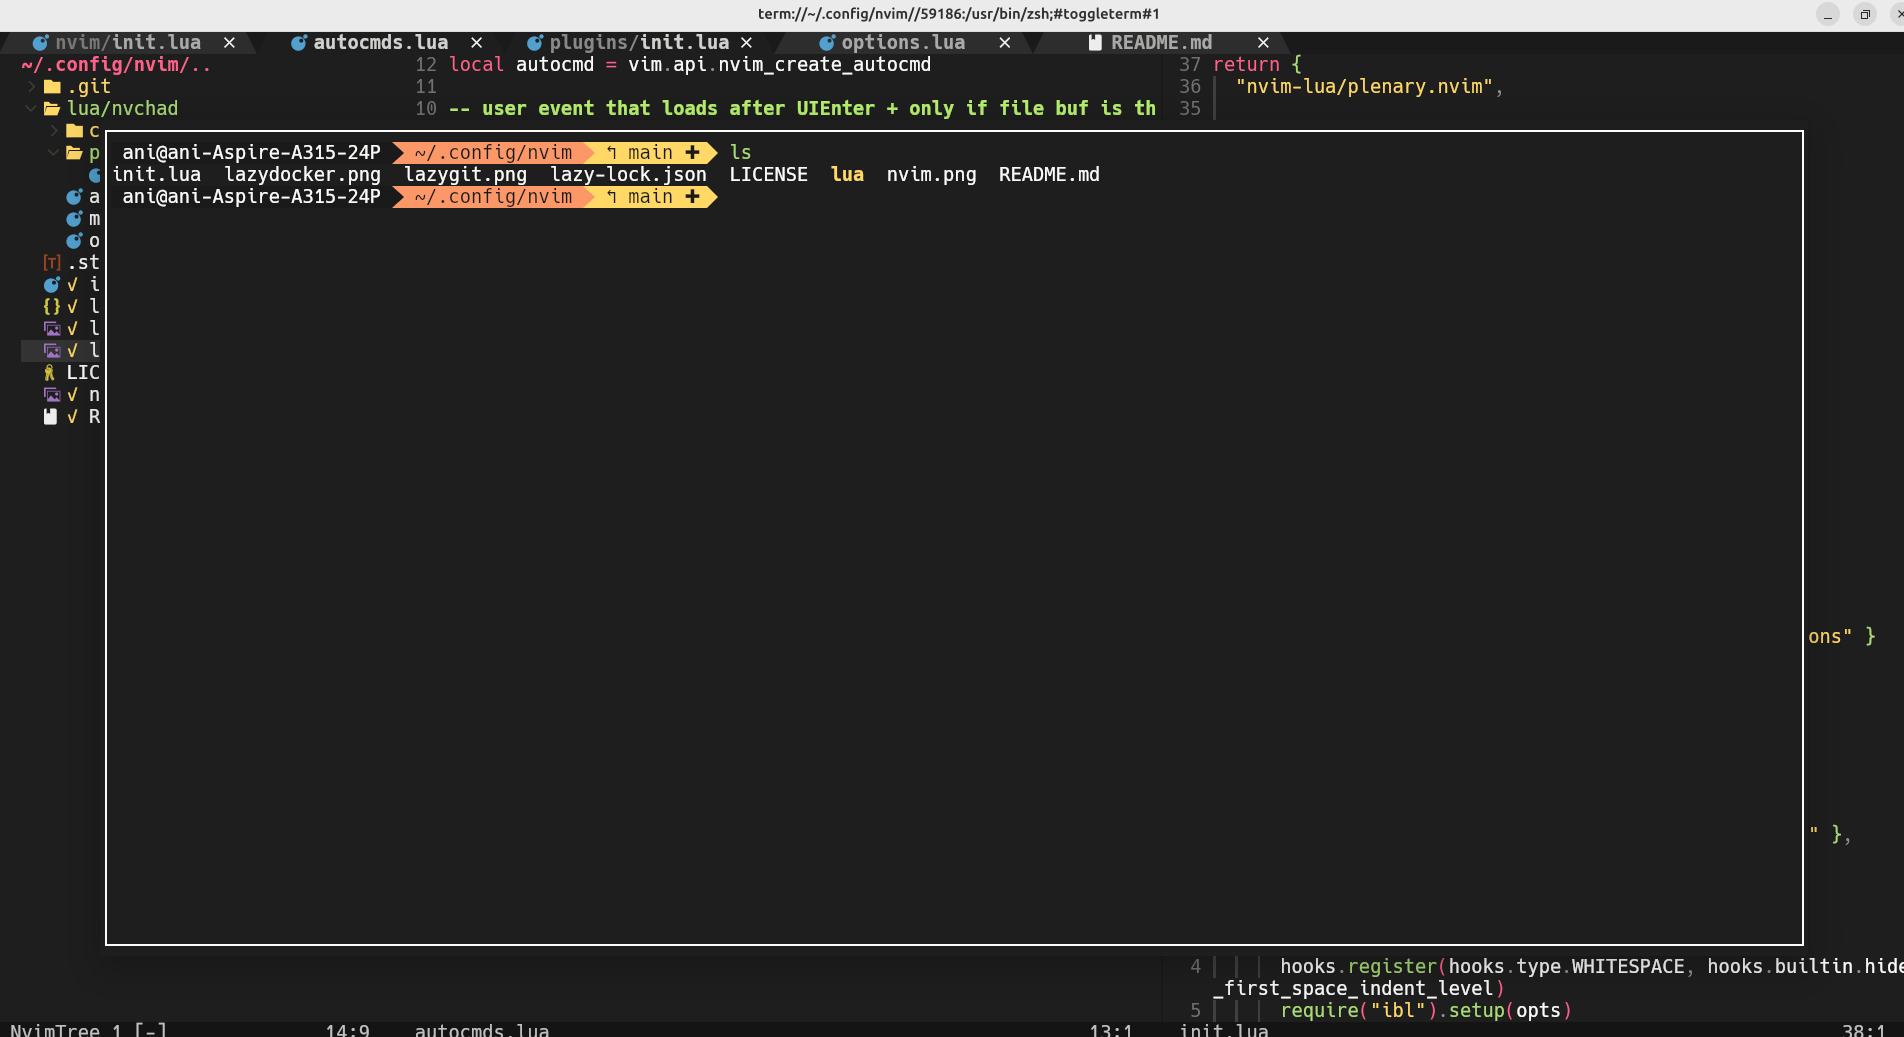 term://~/.config/nvim//59186:/usr/bin/zsh;#toggleterm#1
nvim/init.lua × autocmds.lua × plugins/init.lua × options.lua × README.md ×
~/.config/nvim/.. 12 local autocmd = vim.api.nvim_create_autocmd 37 return {
.git 11 36 "nvim-lua/plenary.nvim",
lua/nvchad 10 -- user event that loads after UIEnter + only if file buf is th 35
c
ani@ani-Aspire-A315-24P ~/.config/nvim ↰ main ✚ ls
p
init.lua lazydocker.png lazygit.png lazy-lock.json LICENSE lua nvim.png README.md
a ani@ani-Aspire-A315-24P ~/.config/nvim ↰ main ✚
m
o
[T] .st
√ i
{} √ l
√ l
√ l
LIC
√ n
√ R
ons" }
" },
4 hooks.register(hooks.type.WHITESPACE, hooks.builtin.hide
_first_space_indent_level)
5 require("ibl").setup(opts)
NvimTree_1 [-] 14:9 autocmds.lua 13:1 init.lua 38:1